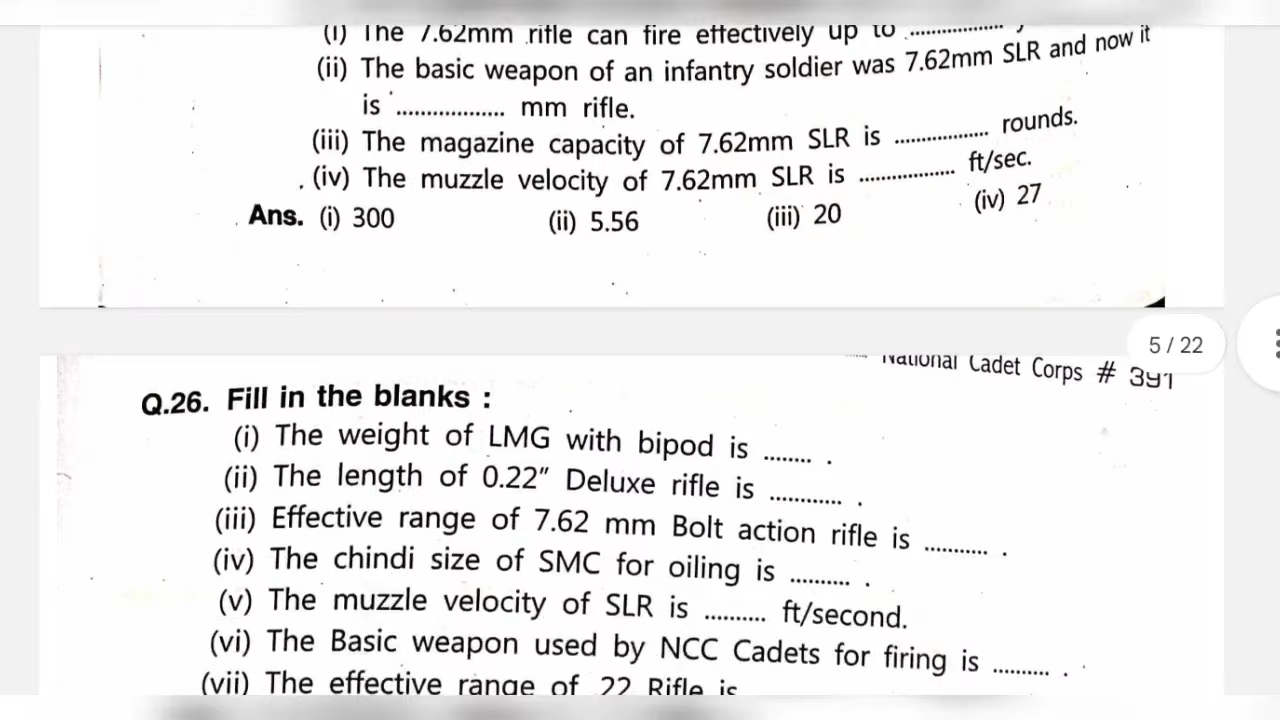 (i) The 7.62mm rifle can fire effectively up to ..................
(ii) The basic weapon of an infantry soldier was 7.62mm SLR and now it
is .................. mm rifle.
(iii) The magazine capacity of 7.62mm SLR is .................. rounds.
(iv) The muzzle velocity of 7.62mm SLR is .................. ft/sec.
Ans. (i) 300 (ii) 5.56 (iii) 20 (iv) 27
5 / 22
National Cadet Corps # 391
Q.26. Fill in the blanks :
(i) The weight of LMG with bipod is ........ .
(ii) The length of 0.22" Deluxe rifle is ............ .
(iii) Effective range of 7.62 mm Bolt action rifle is ........... .
(iv) The chindi size of SMC for oiling is .......... .
(v) The muzzle velocity of SLR is .......... ft/second.
(vi) The Basic weapon used by NCC Cadets for firing is .......... .
(vii) The effective range of .22 Rifle is